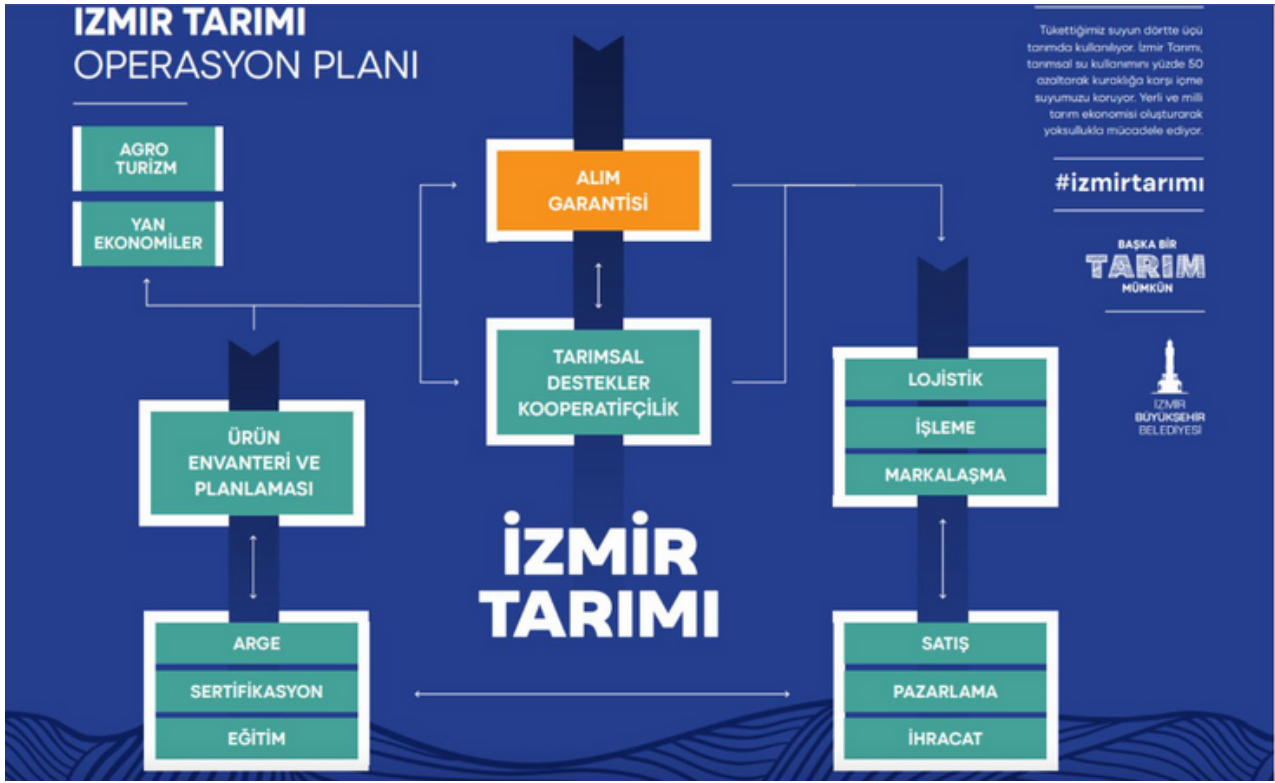 İZMİR TARIMI
OPERASYON PLANI
AGRO
TURİZM
YAN
EKONOMİLER
ÜRÜN
ENVANTERİ VE
PLANLAMASI
ARGE
SERTİFİKASYON
EĞİTİM
ALIM
GARANTİSİ
TARIMSAL
DESTEKLER
KOOPERATİFÇİLİK
İZMİR
TARIMI
LOJİSTİK
İŞLEME
MARKALAŞMA
SATIŞ
PAZARLAMA
İHRACAT
Tükettiğimiz suyun dörtte üçü
tarımda kullanılıyor. İzmir Tarımı,
tarımsal su kullanımını yüzde 50
azaltarak kuraklığa karşı içme
suyumuzu koruyor. Yerli ve milli
tarım ekonomisi oluşturarak
yoksullukla mücadele ediyor.
#izmirtarımı
BAŞKA BİR
TARIM
MÜMKÜN
İZMİR
BÜYÜKŞEHİR
BELEDİYESİ